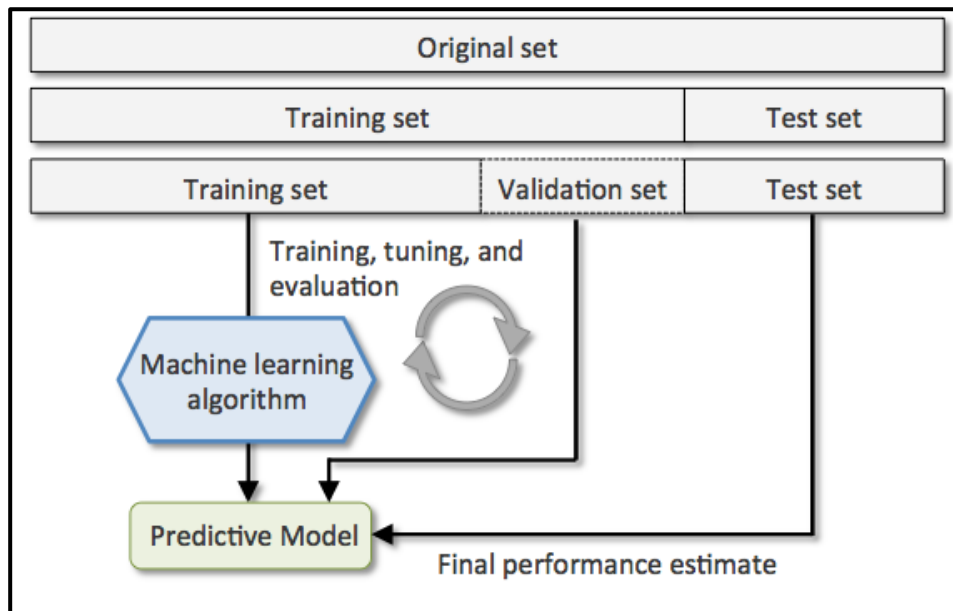 Original set
Training set
Test set
Training set
Validation set
Test set
Training, tuning, and
evaluation
Machine learning
algorithm
Predictive Model
Final performance estimate